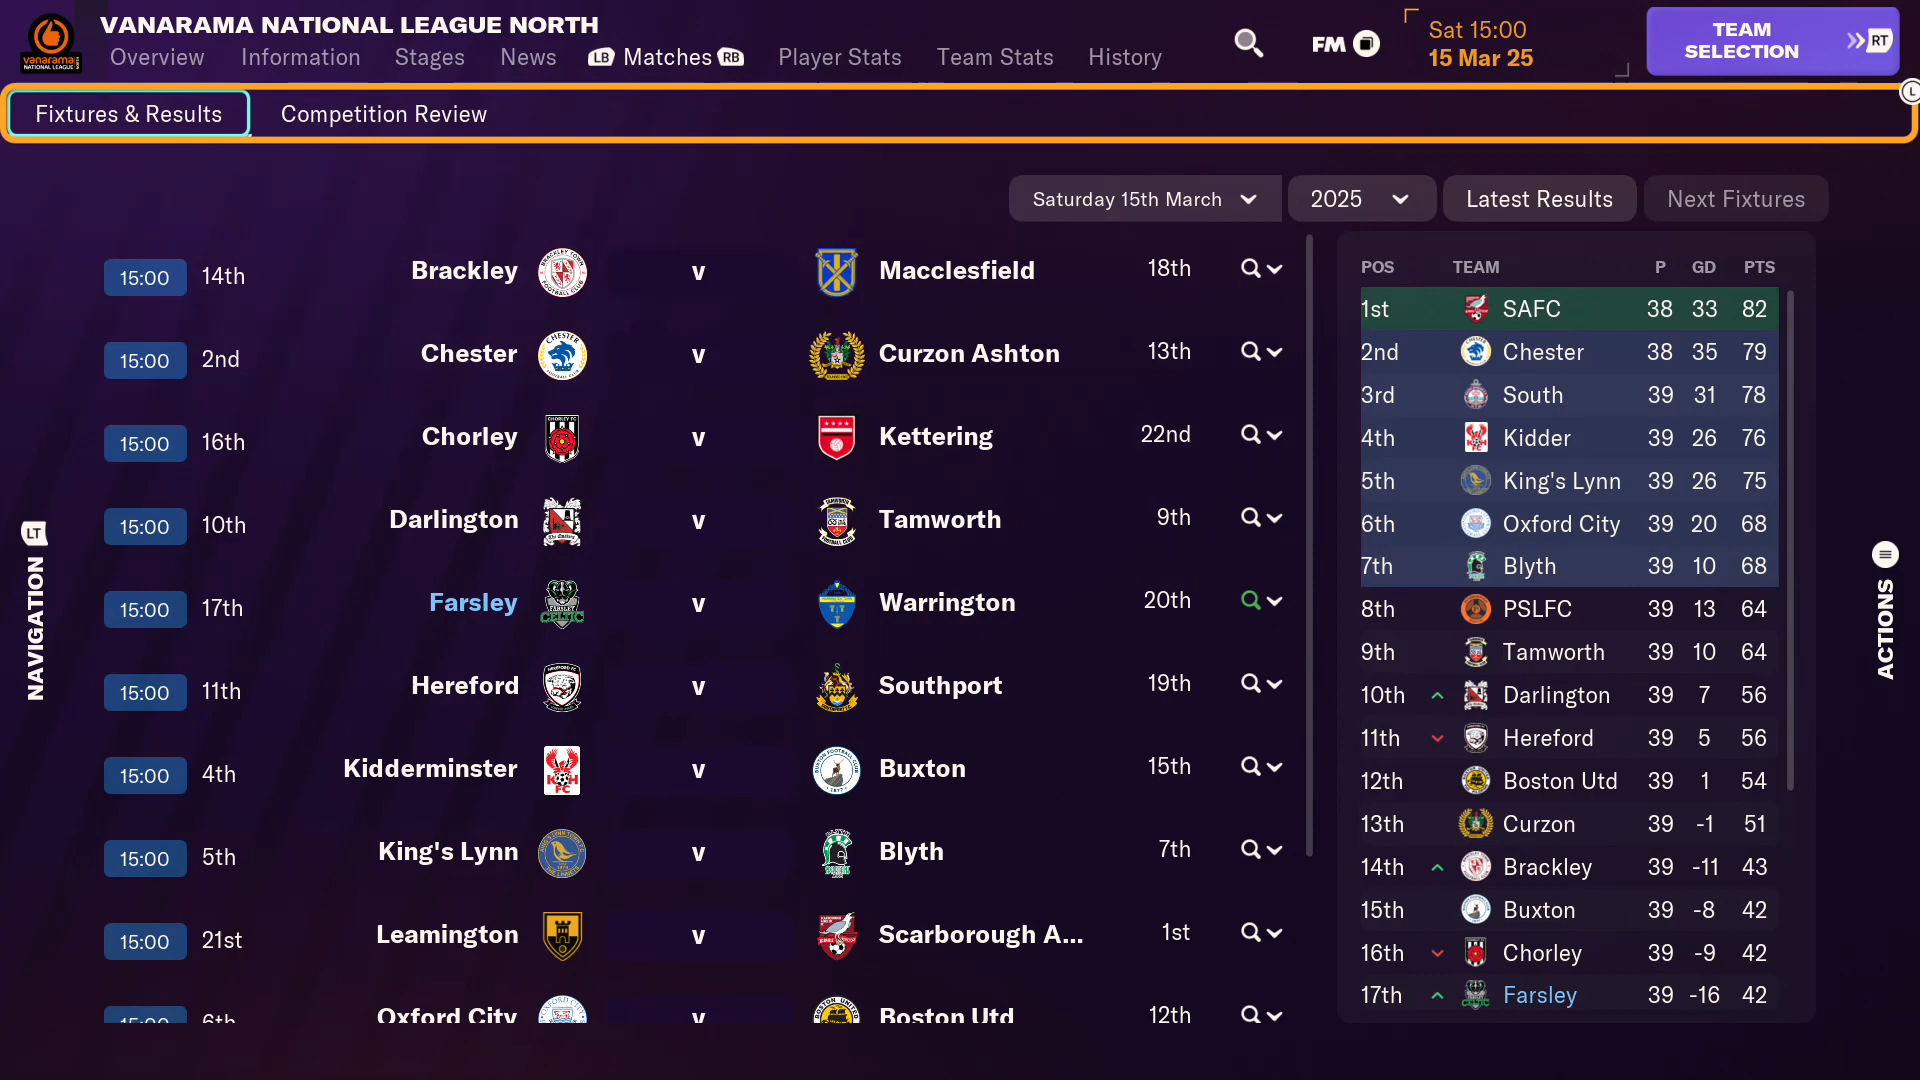 VANARAMA NATIONAL LEAGUE NORTH
Overview Information Stages News LB Matches RB Player Stats Team Stats History
FM
Sat 15:00
15 Mar 25
TEAM SELECTION RT
Fixtures & Results Competition Review
L
Saturday 15th March 2025 Latest Results Next Fixtures
15:00 14th Brackley v Macclesfield 18th
15:00 2nd Chester v Curzon Ashton 13th
15:00 16th Chorley v Kettering 22nd
15:00 10th Darlington v Tamworth 9th
15:00 17th Farsley v Warrington 20th
15:00 11th Hereford v Southport 19th
15:00 4th Kidderminster v Buxton 15th
15:00 5th King's Lynn v Blyth 7th
15:00 21st Leamington v Scarborough A... 1st
15:00 6th Oxford City v Boston Utd 12th
POS TEAM P GD PTS
1st SAFC 38 33 82
2nd Chester 38 35 79
3rd South 39 31 78
4th Kidder 39 26 76
5th King's Lynn 39 26 75
6th Oxford City 39 20 68
7th Blyth 39 10 68
8th PSLFC 39 13 64
9th Tamworth 39 10 64
10th Darlington 39 7 56
11th Hereford 39 5 56
12th Boston Utd 39 1 54
13th Curzon 39 -1 51
14th Brackley 39 -11 43
15th Buxton 39 -8 42
16th Chorley 39 -9 42
17th Farsley 39 -16 42
LT
NAVIGATION
ACTIONS